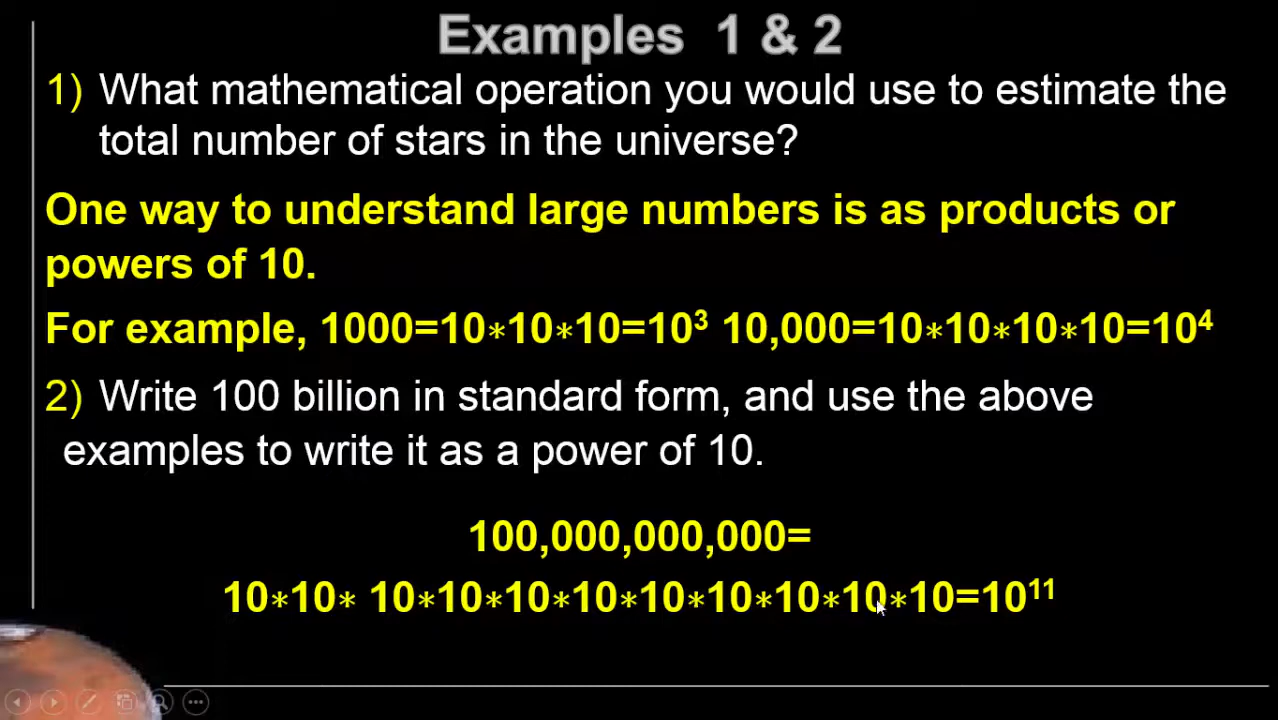 Examples 1 & 2
1) What mathematical operation you would use to estimate the
total number of stars in the universe?
One way to understand large numbers is as products or
powers of 10.
For example, 1000=10*10*10=10³ 10,000=10*10*10*10=10⁴
2) Write 100 billion in standard form, and use the above
examples to write it as a power of 10.
100,000,000,000=
10*10* 10*10*10*10*10*10*10*10*10=10¹¹